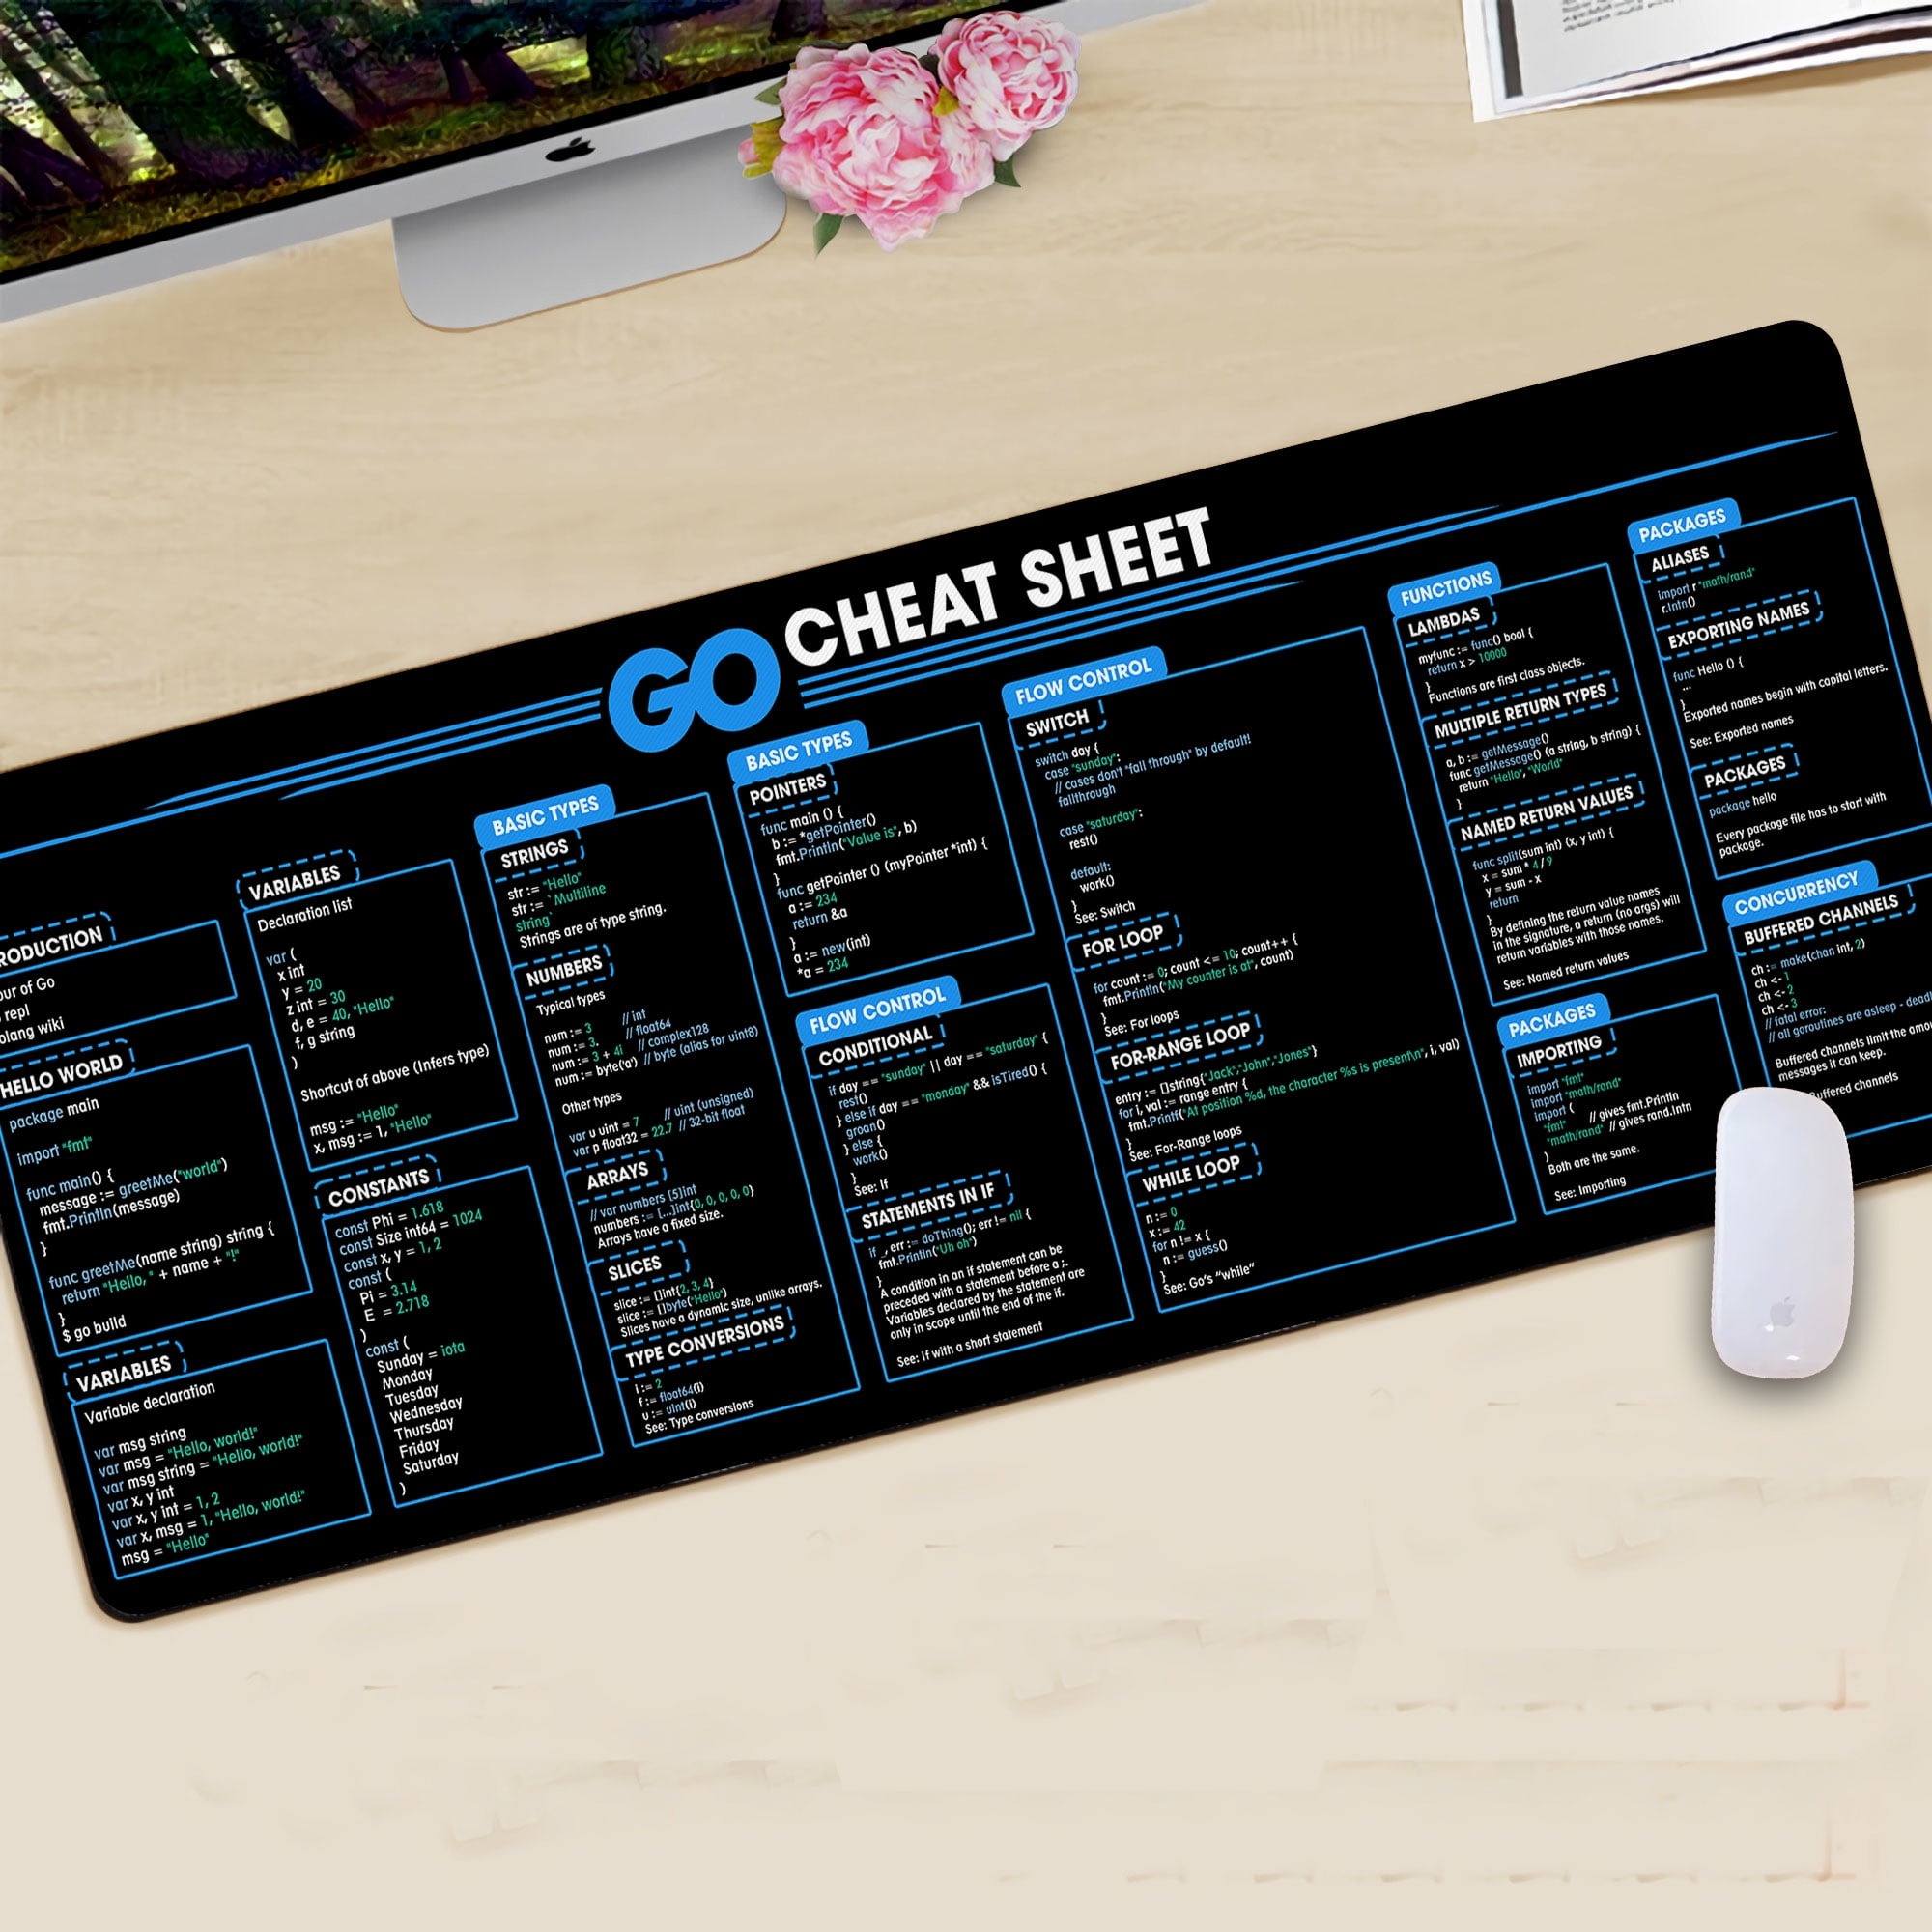 GO CHEAT SHEET
RODUCTION
our of Go
repl
olang wiki
HELLO WORLD
package main
import "fmt"
func main() {
message := greetMe("world")
fmt.Println(message)
}
func greetMe(name string) string {
return "Hello, " + name + "!"
}
$ go build
VARIABLES
Variable declaration
var msg string
var msg = "Hello, world!"
var msg string = "Hello, world!"
var x, y int
var x, y int = 1, 2
var x, msg = 1, "Hello, world!"
msg = "Hello"
VARIABLES
Declaration list
var (
x int
y = 20
z int = 30
d, e = 40, "Hello"
f, g string
)
Shortcut of above (Infers type)
msg := "Hello"
x, msg := 1, "Hello"
CONSTANTS
const Phi = 1.618
const Size int64 = 1024
const x, y = 1, 2
const (
Pi = 3.14
E = 2.718
)
const (
Sunday = iota
Monday
Tuesday
Wednesday
Thursday
Friday
Saturday
)
BASIC TYPES
STRINGS
str := "Hello"
str := `Multiline
string`
Strings are of type string.
NUMBERS
Typical types
num := 3 // int
num := 3. // float64
num := 3 + 4i // complex128
num := byte('a') // byte (alias for uint8)
Other types
var u uint = 7 // uint (unsigned)
var p float32 = 22.7 // 32-bit float
ARRAYS
// var numbers [5]int
numbers := [...]int{0, 0, 0, 0, 0}
Arrays have a fixed size.
SLICES
slice := []int{2, 3, 4}
slice := []byte("Hello")
Slices have a dynamic size, unlike arrays.
TYPE CONVERSIONS
i := 2
f := float64(i)
u := uint(i)
See: Type conversions
BASIC TYPES
POINTERS
func main () {
b := *getPointer()
fmt.Println("Value is", b)
}
func getPointer () (myPointer *int) {
a := 234
return &a
}
a := new(int)
*a = 234
FLOW CONTROL
CONDITIONAL
if day == "sunday" || day == "saturday" {
rest()
} else if day == "monday" && isTired() {
groan()
} else {
work()
}
See: If
STATEMENTS IN IF
if _, err := doThing(); err != nil {
fmt.Println("Uh oh")
}
A condition in an if statement can be
preceded with a statement before a ;.
Variables declared by the statement are
only in scope until the end of the if.
See: If with a short statement
FLOW CONTROL
SWITCH
switch day {
case "sunday":
// cases don't "fall through" by default!
fallthrough
case "saturday":
rest()
default:
work()
}
See: Switch
FOR LOOP
for count := 0; count <= 10; count++ {
fmt.Println("My counter is at", count)
}
See: For loops
FOR-RANGE LOOP
entry := []string{"Jack","John","Jones"}
for i, val := range entry {
fmt.Printf("At position %d, the character %s is present\n", i, val)
}
See: For-Range loops
WHILE LOOP
n := 0
x := 42
for n != x {
n := guess()
}
See: Go's "while"
FUNCTIONS
LAMBDAS
myfunc := func() bool {
return x > 10000
}
Functions are first class objects.
MULTIPLE RETURN TYPES
a, b := getMessage()
func getMessage() (a string, b string) {
return "Hello", "World"
}
NAMED RETURN VALUES
func split(sum int) (x, y int) {
x = sum * 4 / 9
y = sum - x
return
}
By defining the return value names
in the signature, a return (no args) will
return variables with those names.
See: Named return values
PACKAGES
IMPORTING
import "fmt"
import "math/rand"
import (
"fmt" // gives fmt.Println
"math/rand" // gives rand.Intn
)
Both are the same.
See: Importing
PACKAGES
ALIASES
import r "math/rand"
r.Intn()
EXPORTING NAMES
func Hello () {
...
}
Exported names begin with capital letters.
See: Exported names
PACKAGES
package hello
Every package file has to start with
package.
CONCURRENCY
BUFFERED CHANNELS
ch := make(chan int, 2)
ch <- 1
ch <- 2
ch <- 3
// fatal error:
// all goroutines are asleep - deadl
Buffered channels limit the amo
messages it can keep.
Buffered channels